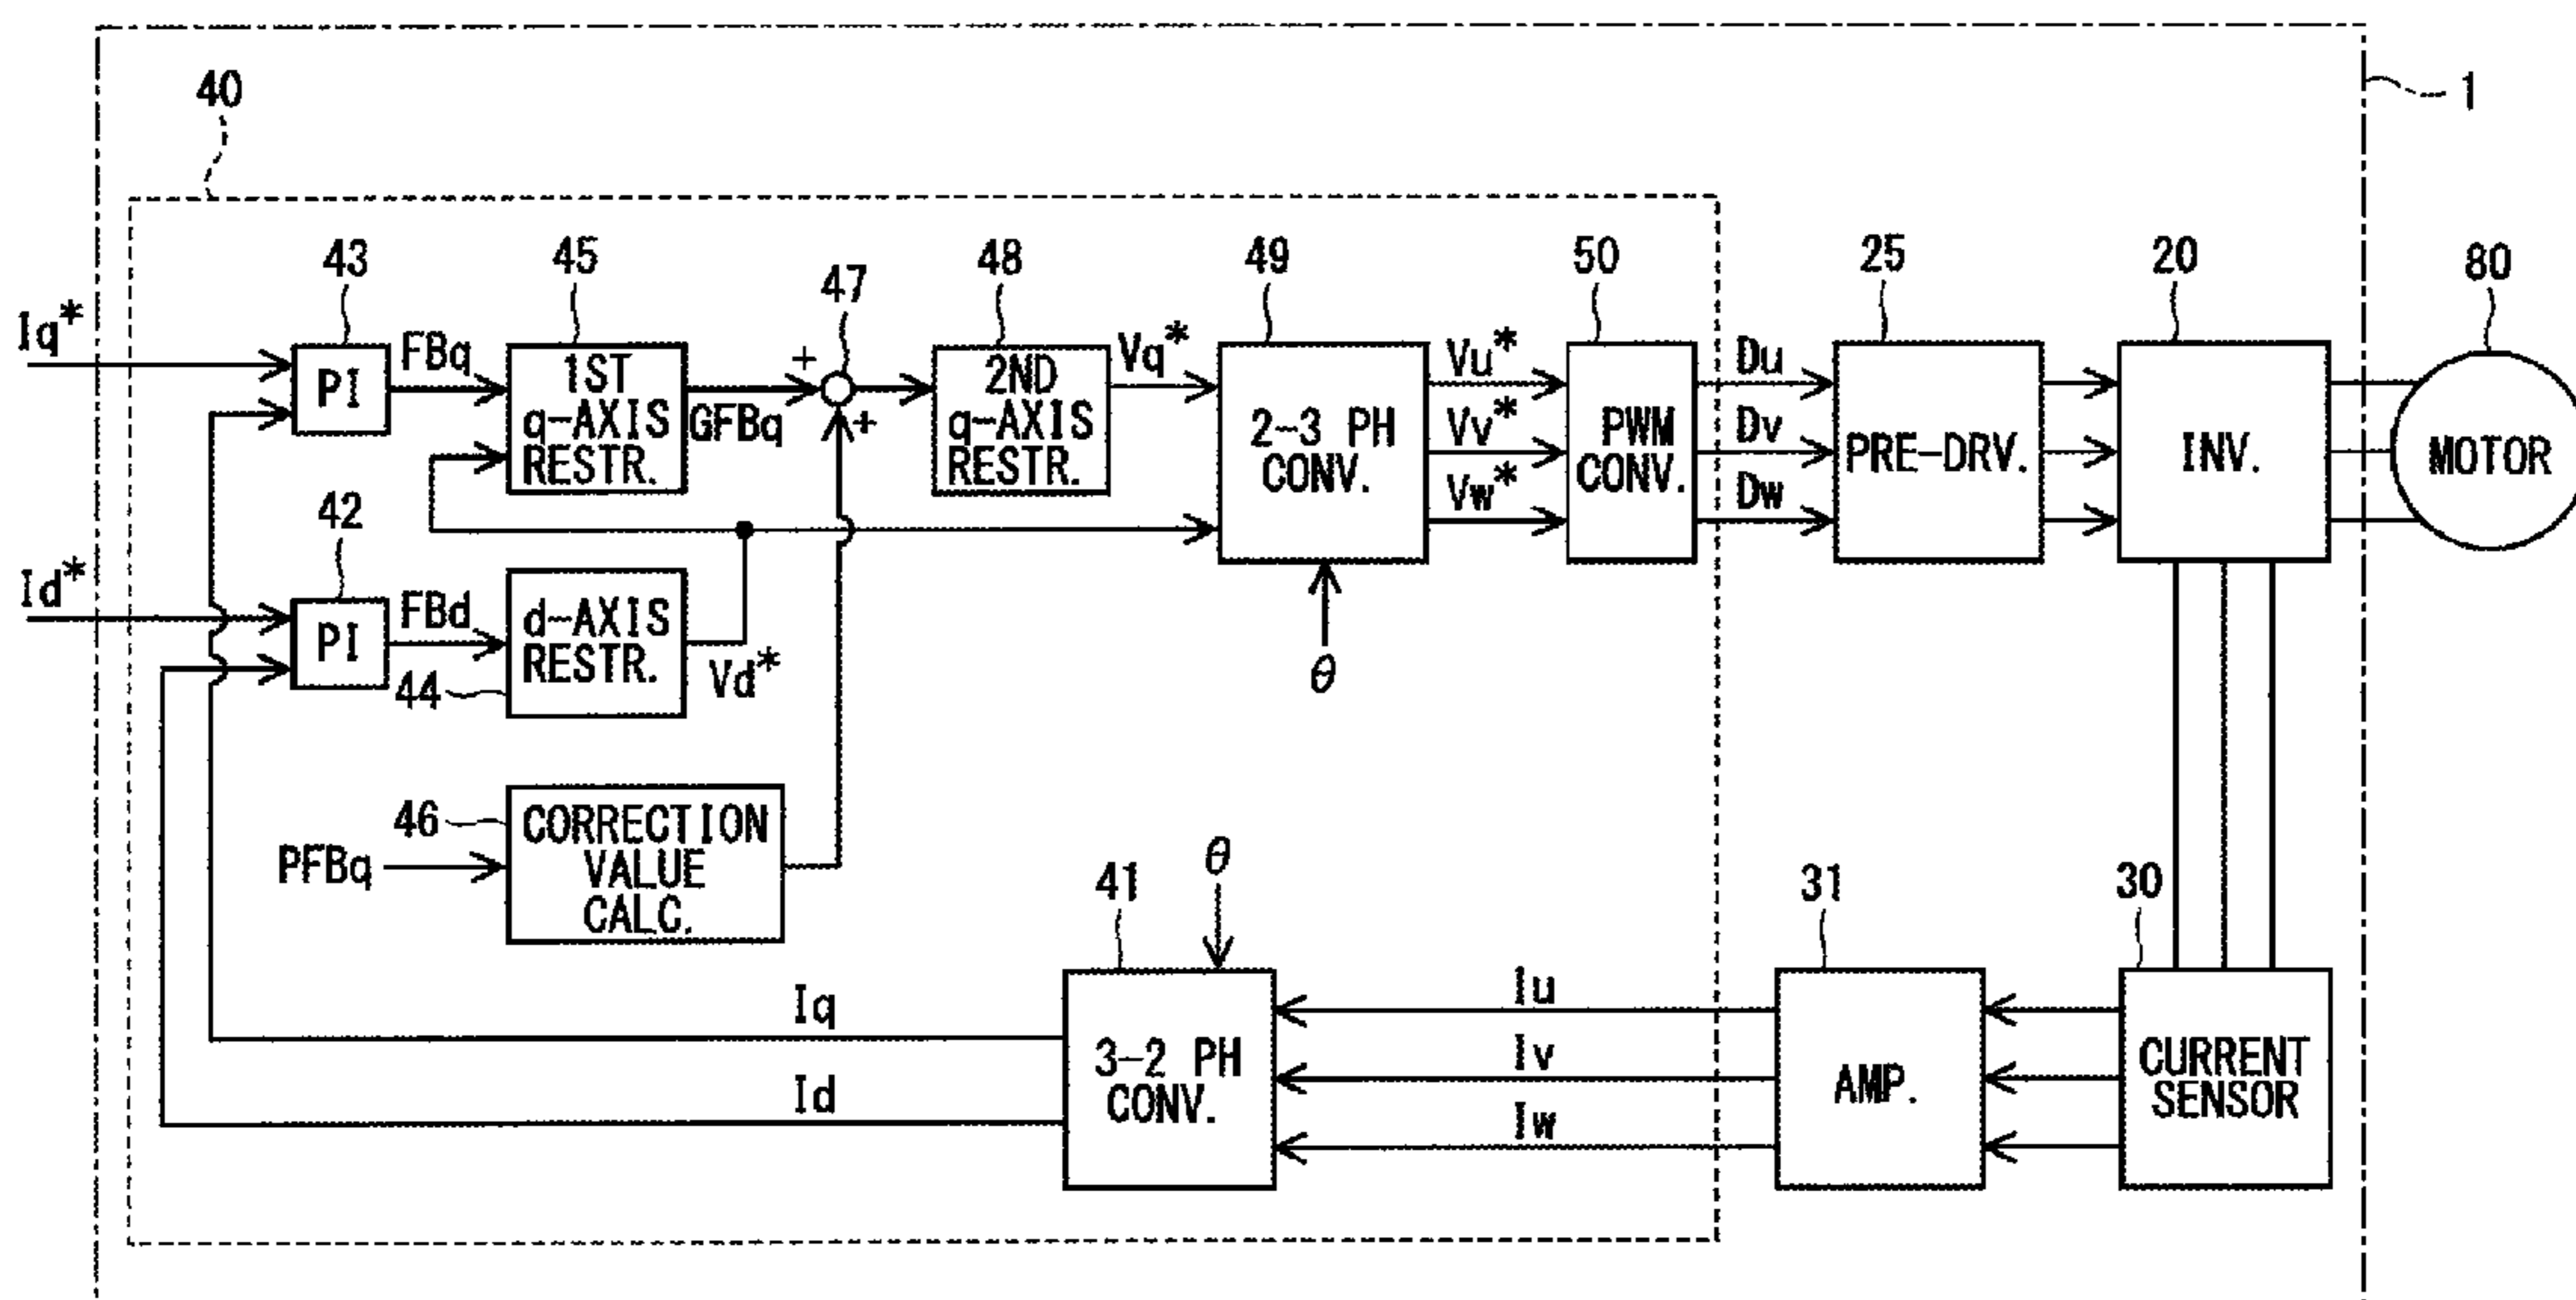 40
1
43
45
47
48
49
50
25
20
80
Iq*
PI
FBq
1ST
q-AXIS
RESTR.
GFBq
+
+
2ND
q-AXIS
RESTR.
Vq*
2-3 PH
CONV.
Vu*
Vv*
Vw*
PWM
CONV.
Du
Dv
Dw
PRE-DRV.
INV.
MOTOR
42
Id*
PI
FBd
d-AXIS
RESTR.
44
Vd*
θ
46
PFBq
CORRECTION
VALUE
CALC.
41
θ
31
30
Iq
Id
3-2 PH
CONV.
Iu
Iv
Iw
AMP.
CURRENT
SENSOR